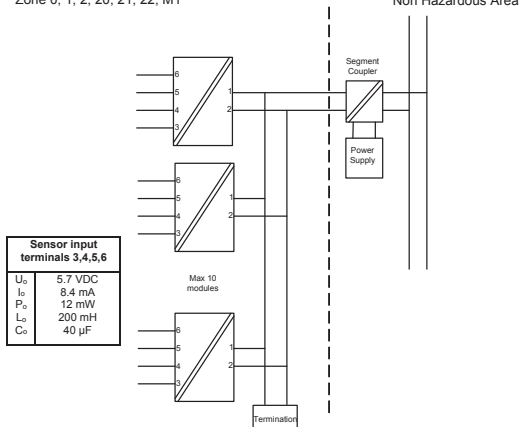 Zone 0, 1, 2, 20, 21, 22, M1
Non Hazardous Area
Segment
Coupler
6
5
4
3
1
2
Power
Supply
6
5
4
3
1
2
Sensor input
terminals 3,4,5,6
Uₒ 5.7 VDC
Iₒ 8.4 mA
Pₒ 12 mW
Lₒ 200 mH
Cₒ 40 µF
Max 10
modules
6
5
4
3
1
2
Termination